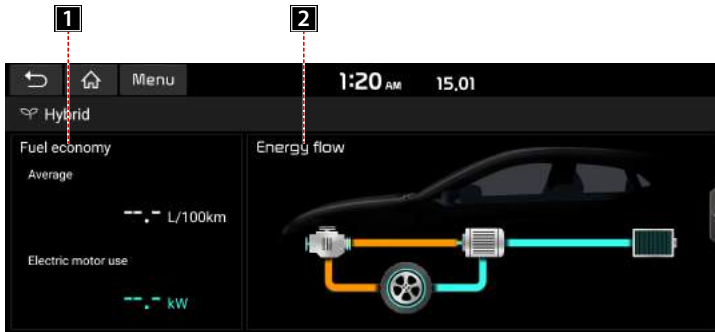 1 2
Menu 1:20 AM 15,01
Hybrid
Fuel economy Energy flow
Average
--.- L/100km
Electric motor use
--.- kW